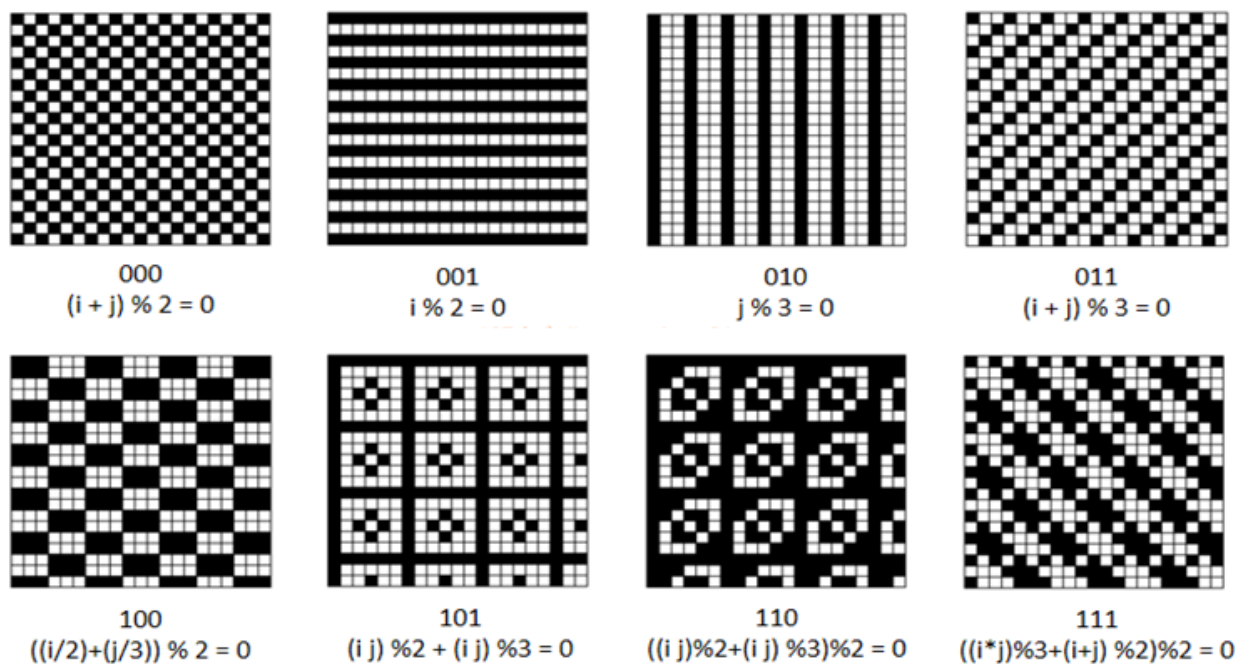 000
(i + j) % 2 = 0
001
i % 2 = 0
010
j % 3 = 0
011
(i + j) % 3 = 0
100
((i/2)+(j/3)) % 2 = 0
101
(i j) %2 + (i j) %3 = 0
110
((i j)%2+(i j) %3)%2 = 0
111
((i*j)%3+(i+j) %2)%2 = 0